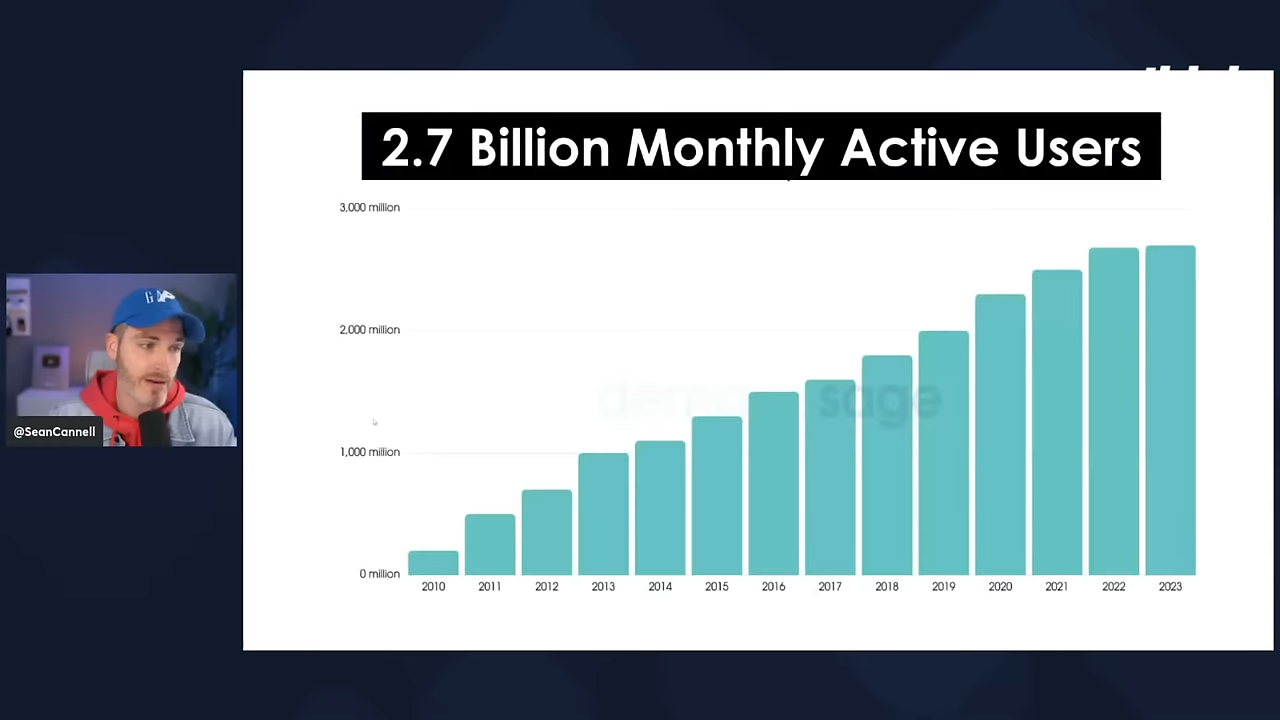 2.7 Billion Monthly Active Users
3,000 million
2,000 million
1,000 million
0 million
2010 2011 2012 2013 2014 2015 2016 2017 2018 2019 2020 2021 2022 2023
sage
@SeanCannell